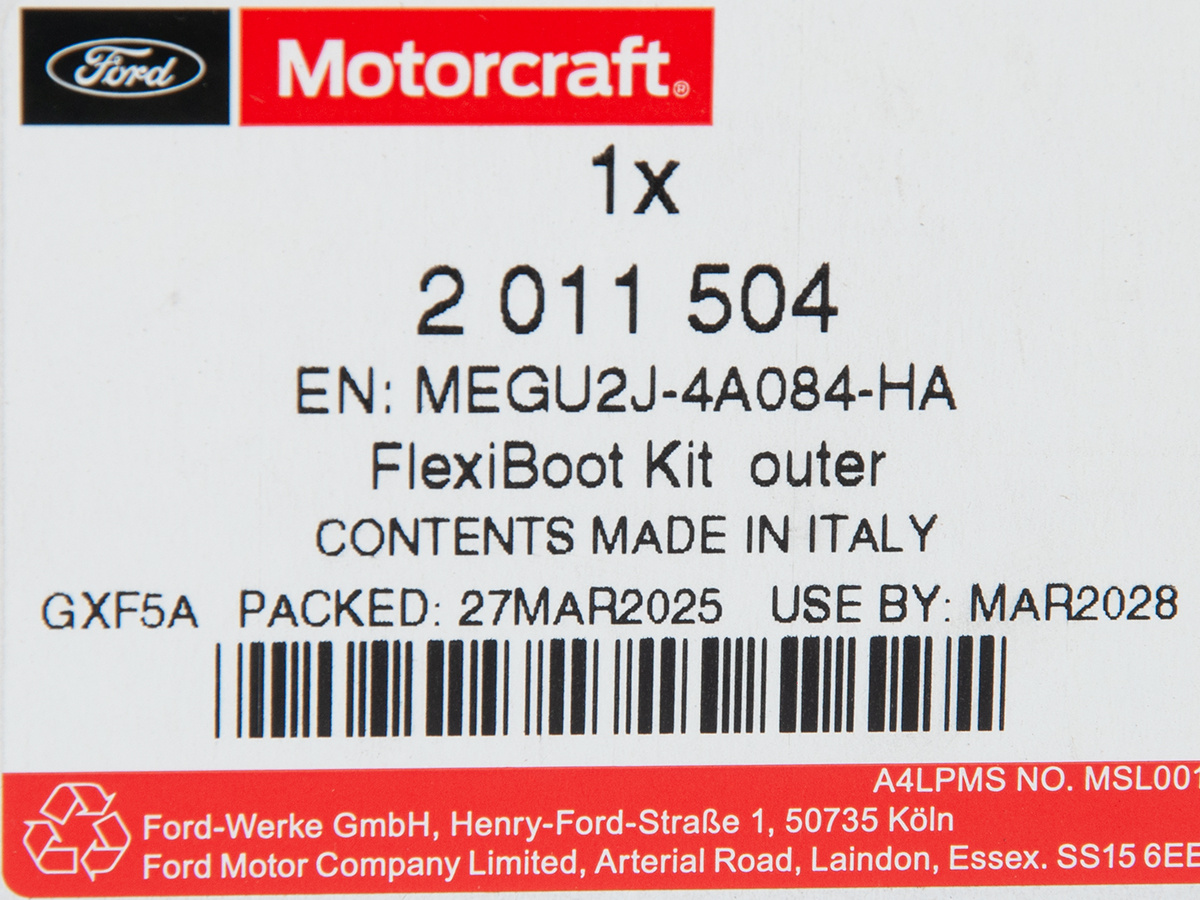 Ford Motorcraft®
1x
2 011 504
EN: MEGU2J-4A084-HA
FlexiBoot Kit outer
CONTENTS MADE IN ITALY
GXF5A PACKED: 27MAR2025 USE BY: MAR2028
A4LPMS NO. MSL001
Ford-Werke GmbH, Henry-Ford-Straße 1, 50735 Köln
Ford Motor Company Limited, Arterial Road, Laindon, Essex. SS15 6EE